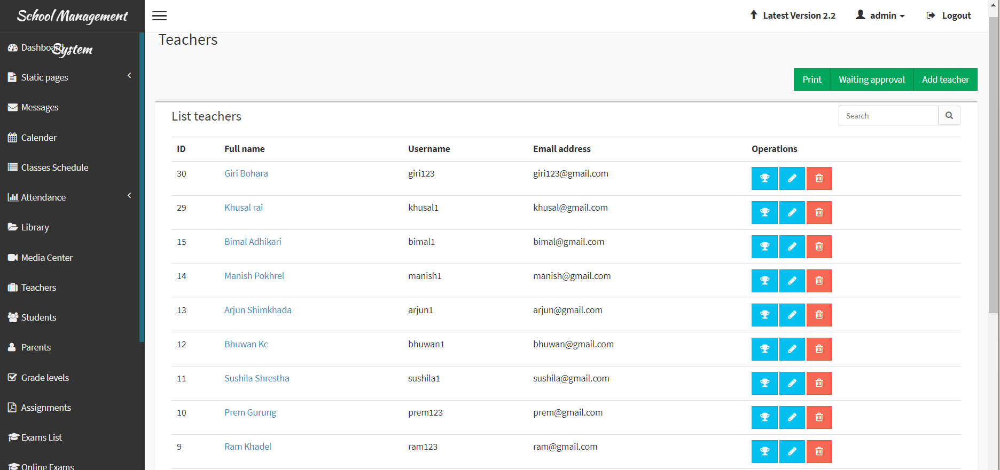 School Management
System
Dashboard
Static pages
Messages
Calender
Classes Schedule
Attendance
Library
Media Center
Teachers
Students
Parents
Grade levels
Assignments
Exams List
Online Exams
Latest Version 2.2 admin Logout
Teachers
Print Waiting approval Add teacher
List teachers Search
ID Full name Username Email address Operations
30 Giri Bohara giri123 giri123@gmail.com
29 Khusal rai khusal1 khusal@gmail.com
15 Bimal Adhikari bimal1 bimal@gmail.com
14 Manish Pokhrel manish1 manish@gmail.com
13 Arjun Shimkhada arjun1 arjun@gmail.com
12 Bhuwan Kc bhuwan1 bhuwan@gmail.com
11 Sushila Shrestha sushila1 sushila@gmail.com
10 Prem Gurung prem123 prem@gmail.com
9 Ram Khadel ram123 ram@gmail.com